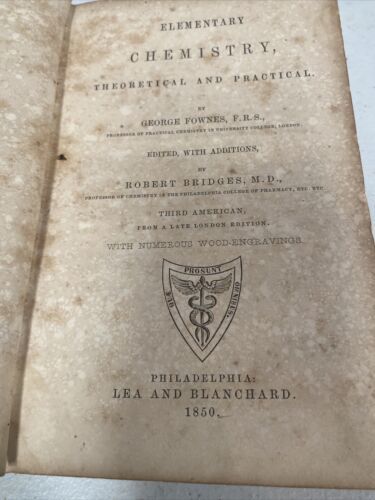 ELEMENTARY
CHEMISTRY,
THEORETICAL AND PRACTICAL.
BY
GEORGE FOWNES, F.R.S.,
PROFESSOR OF PRACTICAL CHEMISTRY IN UNIVERSITY COLLEGE, LONDON.
EDITED, WITH ADDITIONS,
BY
ROBERT BRIDGES, M.D.,
PROFESSOR OF CHEMISTRY IN THE PHILADELPHIA COLLEGE OF PHARMACY, ETC. ETC.
THIRD AMERICAN,
FROM A LATE LONDON EDITION.
WITH NUMEROUS WOOD-ENGRAVINGS.
QUÆ PROSUNT OMNIBUS.
PHILADELPHIA:
LEA AND BLANCHARD.
1850.